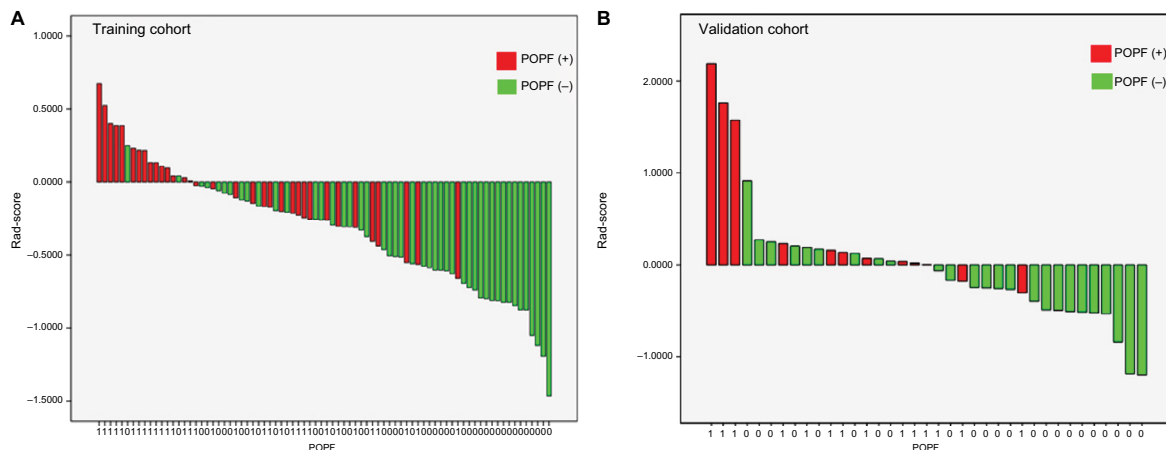 A
Training cohort
POPF (+)
POPF (–)
1.0000
0.5000
0.0000
–0.5000
–1.0000
–1.5000
Rad-score
POPF
B
Validation cohort
POPF (+)
POPF (–)
2.0000
1.0000
0.0000
–1.0000
Rad-score
1 1 1 0 0 0 1 0 0 0 1 1 0 1 0 0 1 1 1 0 0 1 0 0 0 0 1 0 0 0 0 0 0 0 0 0 0
POPF